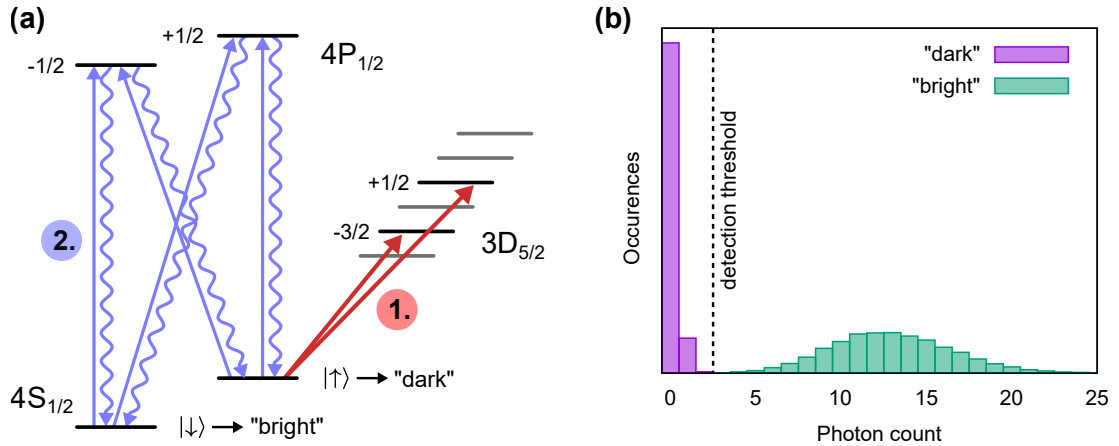 (a)
+1/2
4P1/2
-1/2
+1/2
-3/2
3D5/2
2.
1.
|↑⟩ → "dark"
4S1/2
|↓⟩ → "bright"
(b)
"dark"
"bright"
detection threshold
Occurences
0 5 10 15 20 25
Photon count